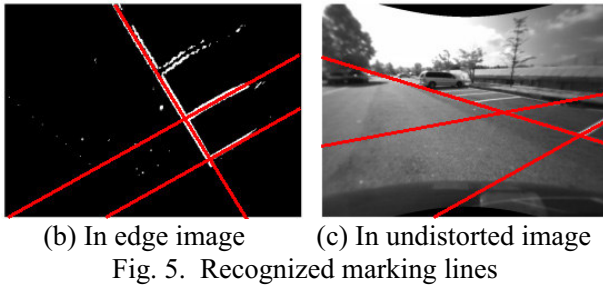 (b) In edge image (c) In undistorted image
Fig. 5. Recognized marking lines